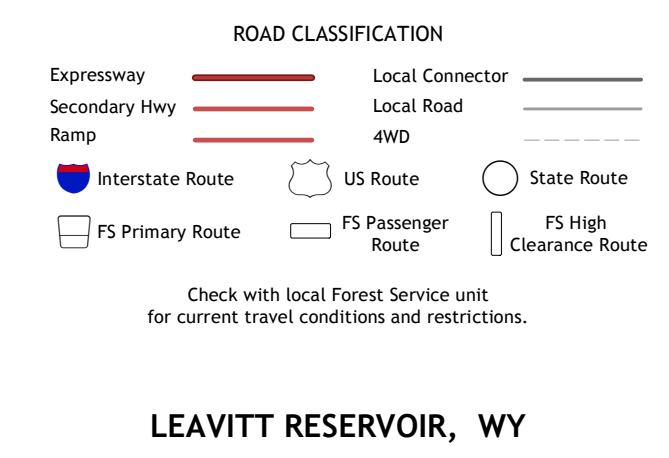 ROAD CLASSIFICATION
Expressway
Local Connector
Secondary Hwy
Local Road
Ramp
4WD
Interstate Route
US Route
State Route
FS Primary Route
FS Passenger
Route
FS High
Clearance Route
Check with local Forest Service unit
for current travel conditions and restrictions.
LEAVITT RESERVOIR, WY